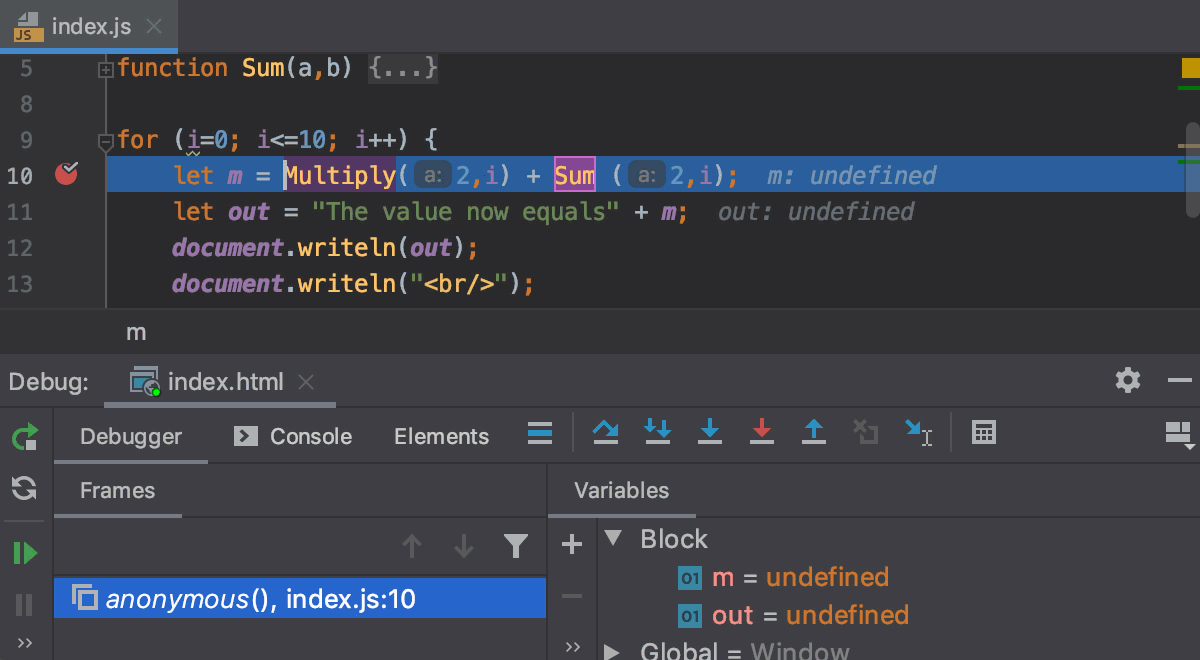 JS index.js
5 function Sum(a,b) {...}
8
9 for (i=0; i<=10; i++) {
10 let m = Multiply( a: 2,i) + Sum ( a: 2,i); m: undefined
11 let out = "The value now equals" + m; out: undefined
12 document.writeln(out);
13 document.writeln("<br/>");
m
Debug: index.html
Debugger Console Elements
Frames Variables
Block
01 m = undefined
anonymous(), index.js:10
01 out = undefined
Global = Window